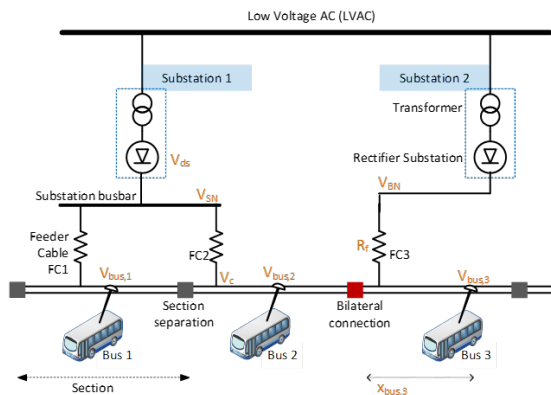 Low Voltage AC (LVAC)
Substation 1
Substation 2
Transformer
Rectifier Substation
V_ds
Substation busbar
V_SN
V_BN
Feeder
Cable
FC1
FC2
R_f
FC3
V_bus,1
V_c
V_bus,2
V_bus,3
Section
separation
Bilateral
connection
Bus 1
Bus 2
Bus 3
Section
x_bus,3